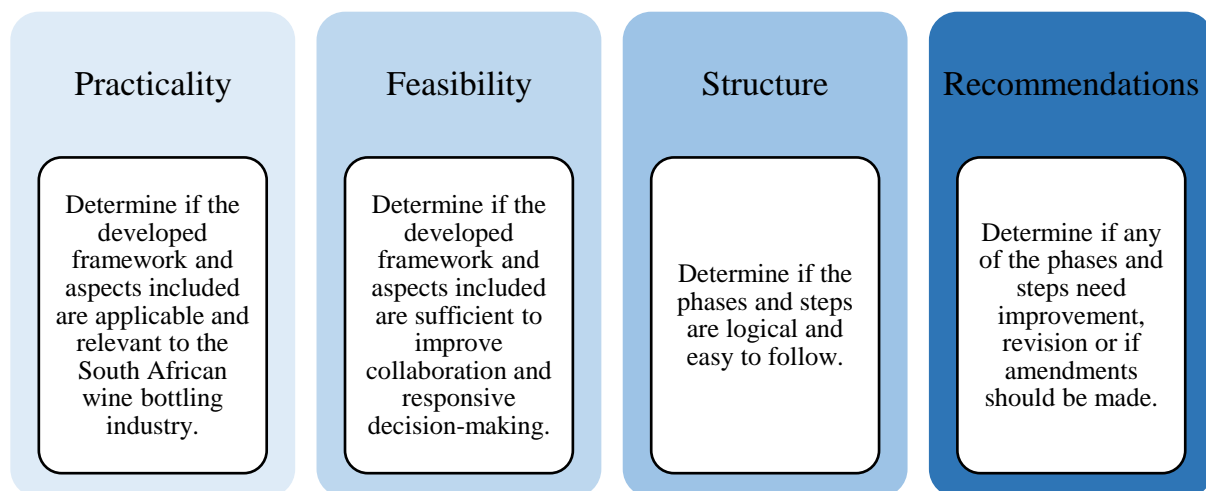 Practicality
Determine if the
developed
framework and
aspects included
are applicable and
relevant to the
South African
wine bottling
industry.
Feasibility
Determine if the
developed
framework and
aspects included
are sufficient to
improve
collaboration and
responsive
decision-making.
Structure
Determine if the
phases and steps
are logical and
easy to follow.
Recommendations
Determine if any
of the phases and
steps need
improvement,
revision or if
amendments
should be made.